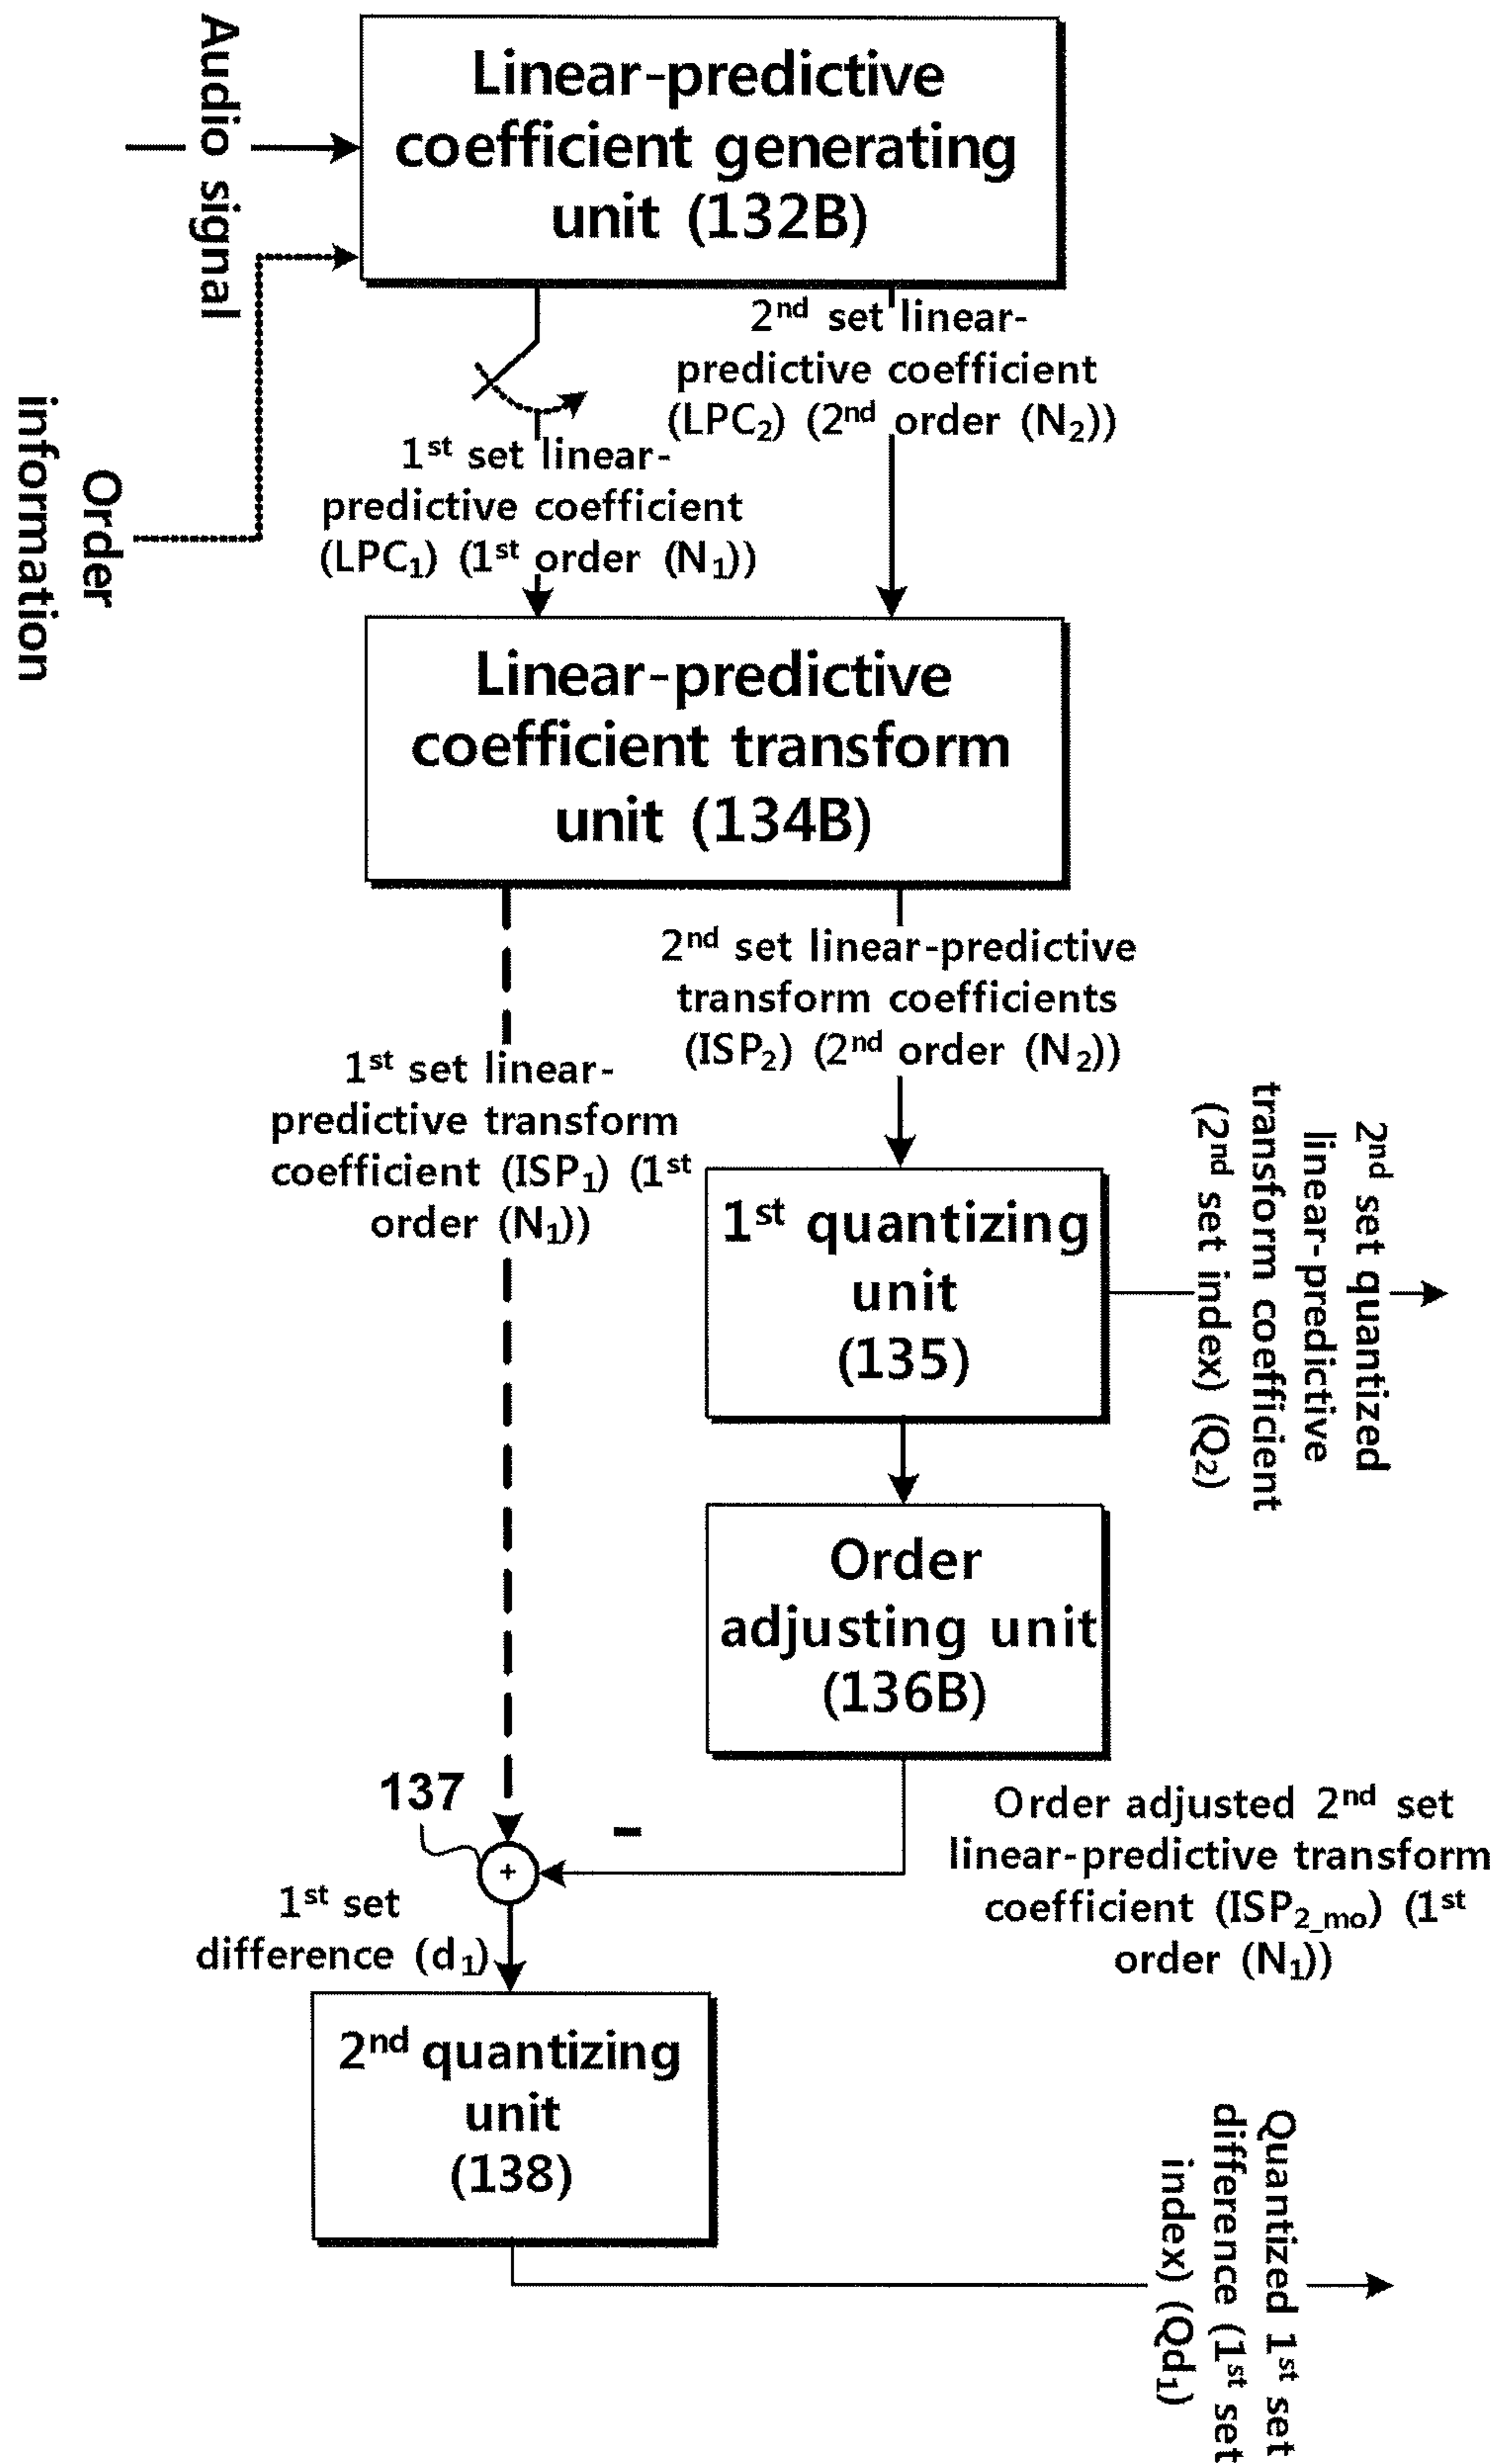 Audio signal
Order
information
Linear-predictive
coefficient generating
unit (132B)
2nd set linear-
predictive coefficient
(LPC2) (2nd order (N2))
1st set linear-
predictive coefficient
(LPC1) (1st order (N1))
Linear-predictive
coefficient transform
unit (134B)
2nd set linear-predictive
transform coefficients
(ISP2) (2nd order (N2))
1st set linear-
predictive transform
coefficient (ISP1) (1st
order (N1))
1st quantizing
unit
(135)
2nd set quantized
linear-predictive
transform coefficient
(2nd set index) (Q2)
Order
adjusting unit
(136B)
137
-
+
Order adjusted 2nd set
linear-predictive transform
coefficient (ISP2_mo) (1st
order (N1))
1st set
difference (d1)
2nd quantizing
unit
(138)
Quantized 1st set
difference (1st set
index) (Qd1)